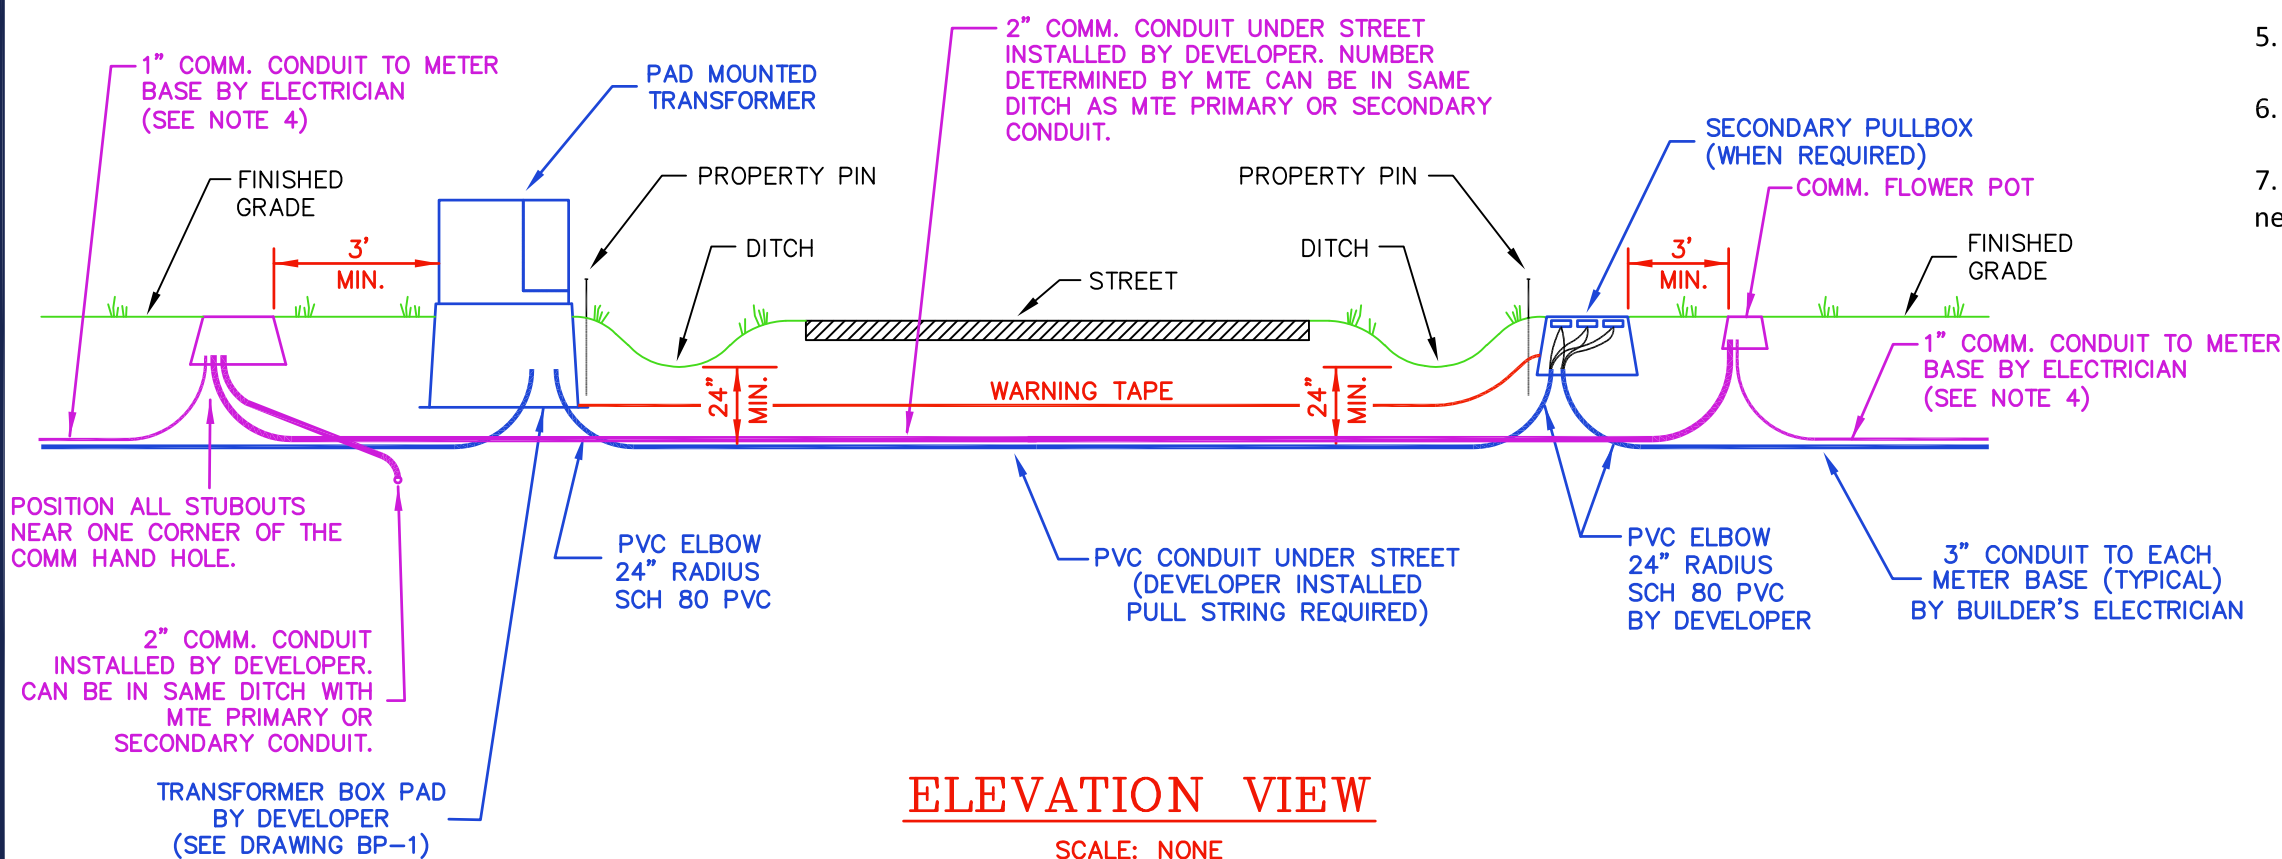 2” COMM. CONDUIT UNDER STREET
INSTALLED BY DEVELOPER. NUMBER
DETERMINED BY MTE CAN BE IN SAME
DITCH AS MTE PRIMARY OR SECONDARY
CONDUIT.
5.
1” COMM. CONDUIT TO METER
BASE BY ELECTRICIAN
(SEE NOTE 4)
PAD MOUNTED
TRANSFORMER
6.
SECONDARY PULLBOX
(WHEN REQUIRED)
FINISHED
GRADE
PROPERTY PIN
PROPERTY PIN
COMM. FLOWER POT
7.
ne
3'
MIN.
DITCH
STREET
DITCH
3'
MIN.
FINISHED
GRADE
24”
MIN.
WARNING TAPE
24”
MIN.
1” COMM. CONDUIT TO METER
BASE BY ELECTRICIAN
(SEE NOTE 4)
POSITION ALL STUBOUTS
NEAR ONE CORNER OF THE
COMM HAND HOLE.
PVC ELBOW
24” RADIUS
SCH 80 PVC
PVC CONDUIT UNDER STREET
(DEVELOPER INSTALLED
PULL STRING REQUIRED)
PVC ELBOW
24” RADIUS
SCH 80 PVC
BY DEVELOPER
3” CONDUIT TO EACH
METER BASE (TYPICAL)
BY BUILDER'S ELECTRICIAN
2” COMM. CONDUIT
INSTALLED BY DEVELOPER.
CAN BE IN SAME DITCH WITH
MTE PRIMARY OR
SECONDARY CONDUIT.
TRANSFORMER BOX PAD
BY DEVELOPER
(SEE DRAWING BP-1)
ELEVATION VIEW
SCALE: NONE